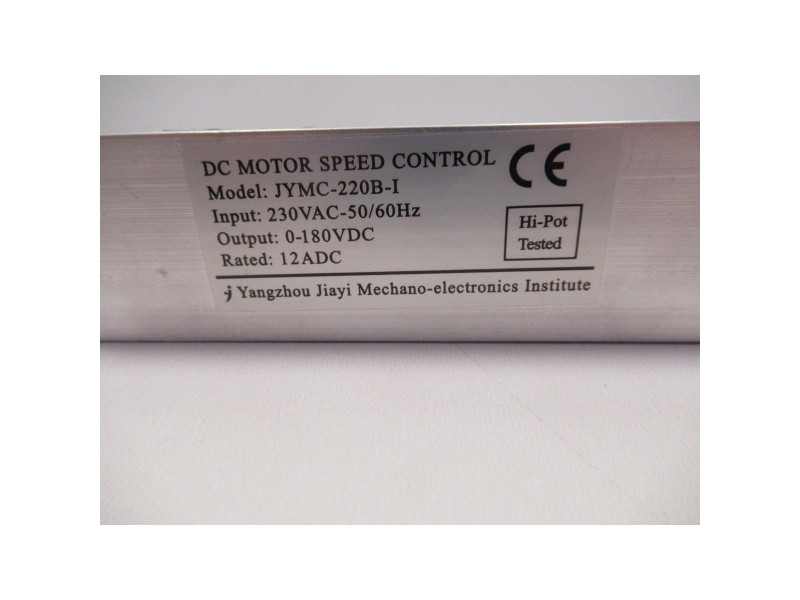 DC MOTOR SPEED CONTROL
CE
Model: JYMC-220B-I
Input: 230VAC-50/60Hz
Output: 0-180VDC
Rated: 12ADC
Hi-Pot
Tested
Yangzhou Jiayi Mechano-electronics Institute